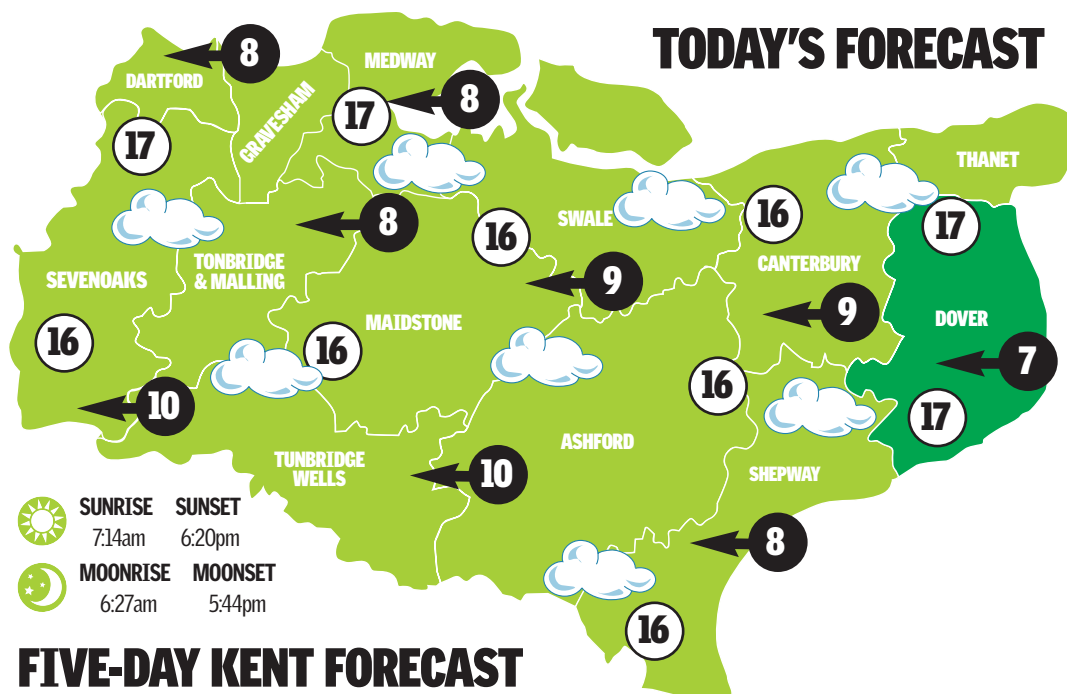 TODAY'S FORECAST
8
MEDWAY
DARTFORD
8
GRAVESHAM
17
17
THANET
8
16
SWALE
16
17
SEVENOAKS
TONBRIDGE
& MALLING
CANTERBURY
9
9
MAIDSTONE
DOVER
16
16
7
16
10
17
ASHFORD
TUNBRIDGE
WELLS
10
SHEPWAY
SUNRISE SUNSET
7:14am 6:20pm
8
MOONRISE MOONSET
6:27am 5:44pm
16
FIVE-DAY KENT FORECAST